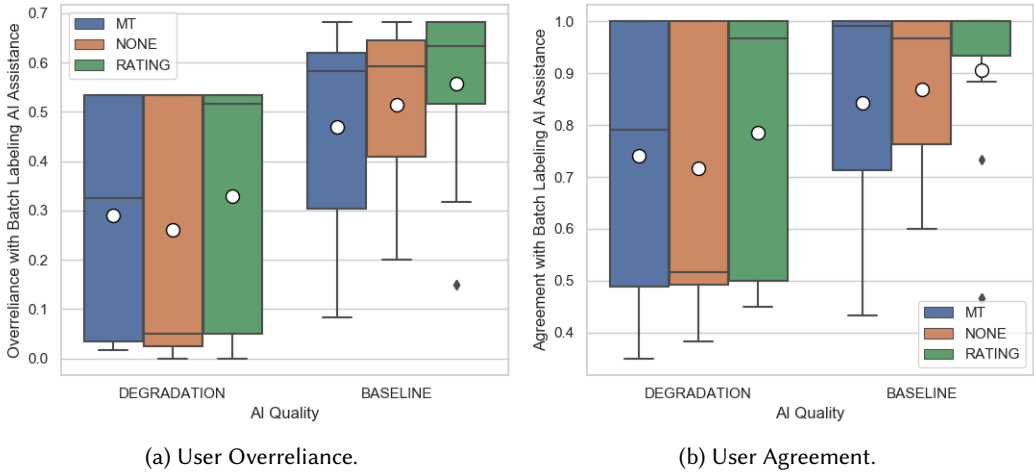 0.7
0.6
0.5
0.4
0.3
0.2
0.1
0.0
Overreliance with Batch Labeling AI Assistance
MT
NONE
RATING
DEGRADATION
BASELINE
AI Quality
(a) User Overreliance.
1.0
0.9
0.8
0.7
0.6
0.5
0.4
Agreement with Batch Labeling AI Assistance
MT
NONE
RATING
DEGRADATION
BASELINE
AI Quality
(b) User Agreement.